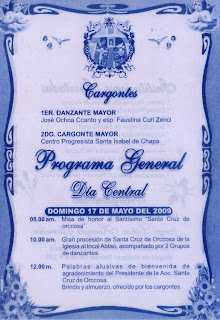 Cargontes
1ER. DANZANTE MAYOR
José Ochoa Ccanto y esp. Faustina Curi Zenci
2DO. CARGONTE MAYOR
Centro Progresista Santa Isabel de Chapa
Programa General
Día Central
DOMINGO 17 DE MAYO DEL 2009
06.00 am. Misa de honor al Santísimo "Santa Cruz de
orccosa".
10.00 am. Gran procesión de Santa Cruz de Orccosa de la
Iglesia al local Abtao, acompañado por 2 Grupos
de danzantes.
12.00 m. Palabras alusivas de bienvenida de
agradecimiento del Presidente de la Asc. Santa
Cruz de Orccosa.
Brindis y almuerzo, ofrecido por los cargontes.